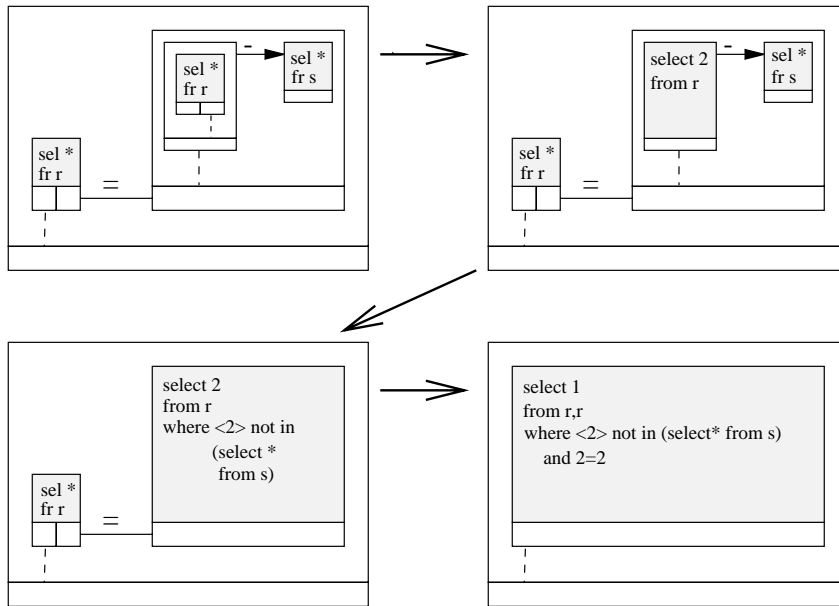 sel *
fr r
-
sel *
fr s
sel *
fr r
=
select 2
from r
-
sel *
fr s
sel *
fr r
=
select 2
from r
where <2> not in
(select *
from s)
sel *
fr r
=
select 1
from r,r
where <2> not in (select* from s)
and 2=2